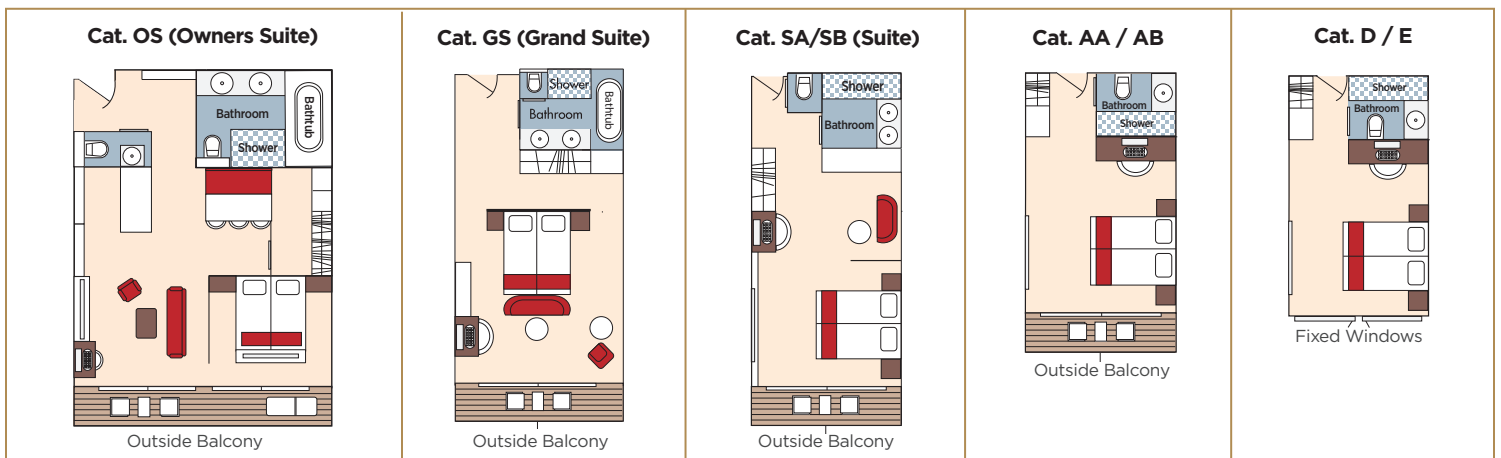 Cat. OS (Owners Suite)
Bathroom
Bathtub
Shower
Outside Balcony
Cat. GS (Grand Suite)
Shower
Bathroom
Bathtub
Outside Balcony
Cat. SA/SB (Suite)
Shower
Bathroom
Outside Balcony
Cat. AA / AB
Bathroom
Shower
Outside Balcony
Cat. D / E
Shower
Bathroom
Fixed Windows